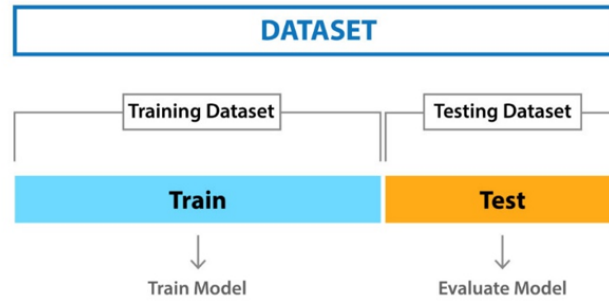 DATASET
Training Dataset
Testing Dataset
Train
Test
Train Model
Evaluate Model